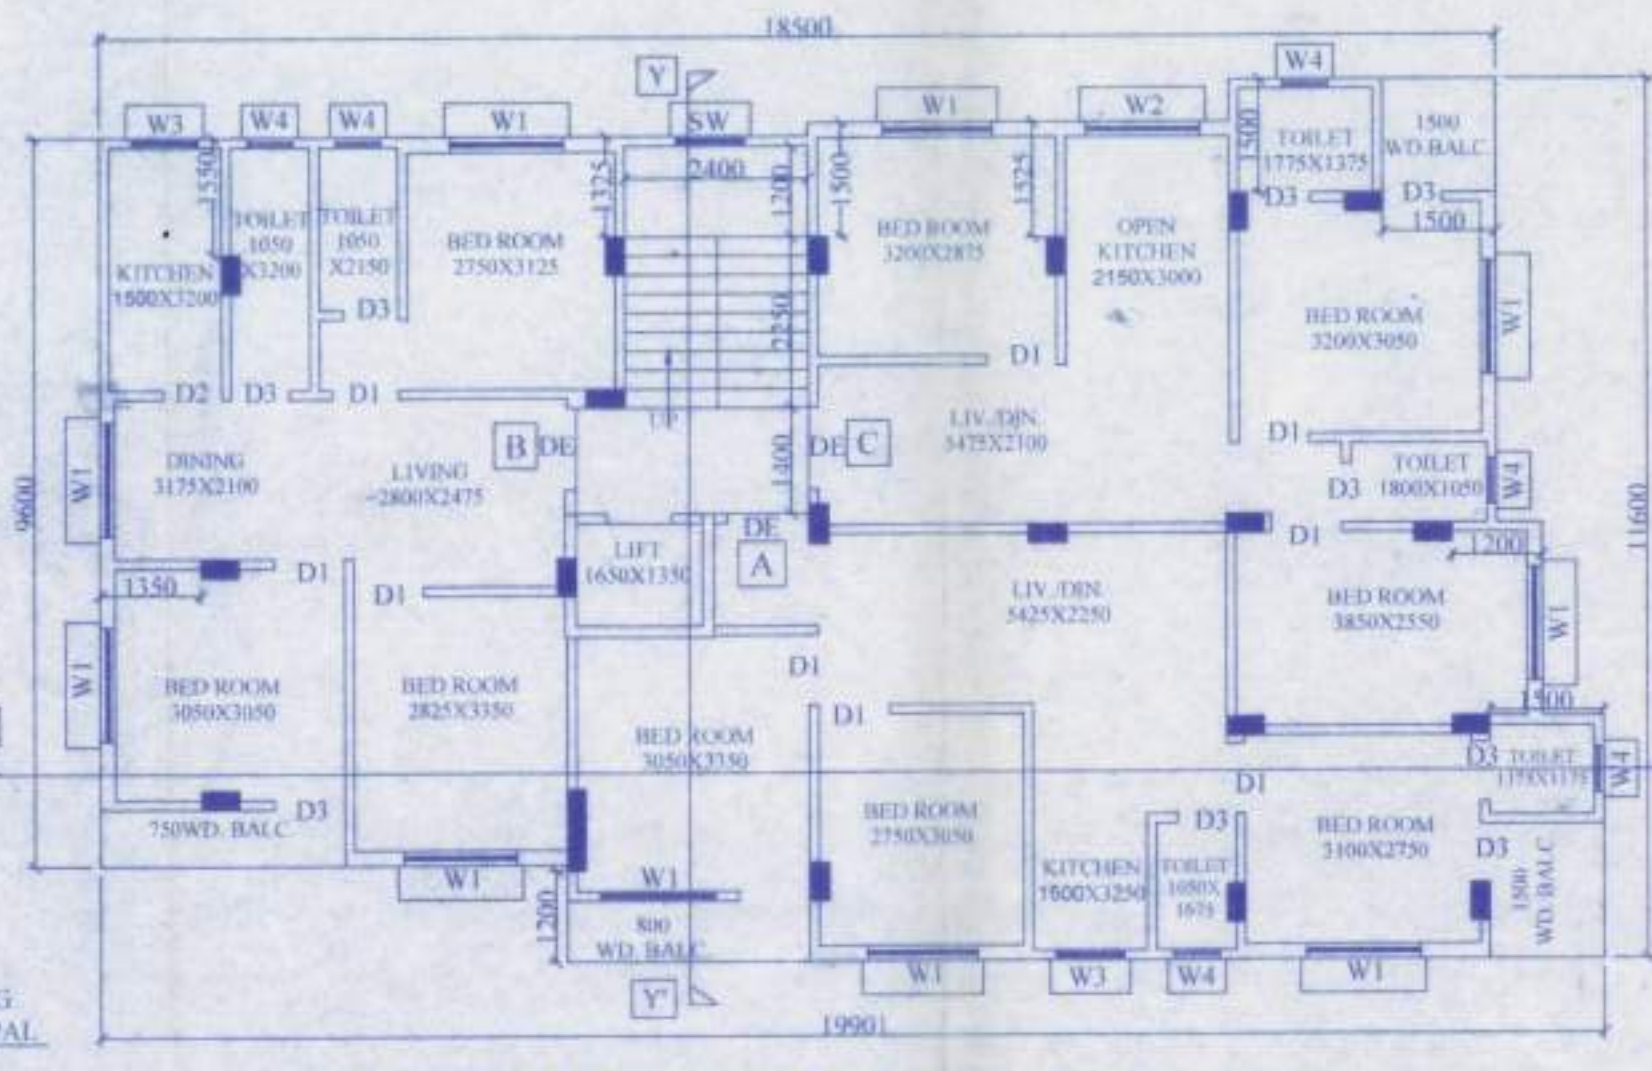 18500
Y
W4
W3
W4
W4
W1
SW
W1
W2
1550
1325
2400
1200
1500
1525
1500
TOILET
1775X1375
1500
WD.BALC.
D3
D3
1500
KITCHEN
1500X3200
TOILET
1050
X3200
TOILET
1050
X2150
D3
BED ROOM
2750X3125
2250
BED ROOM
3200X2875
OPEN
KITCHEN
2150X3000
BED ROOM
3200X3050
W1
D1
D2
D3
D1
UP
B
DE
1400
DE
C
LIV./DIN.
5475X2100
D1
W1
DINING
3175X2100
LIVING
2800X2475
TOILET
1800X1050
D3
W4
9600
11600
LIFT
1650X1350
DE
A
D1
1200
1350
D1
D1
LIV./DIN.
5425X2250
BED ROOM
3850X2550
W1
W1
BED ROOM
3050X3050
BED ROOM
2825X3350
D1
D1
1500
BED ROOM
3050X3350
D3
TOILET
W4
D1
D3
750WD. BALC
BED ROOM
2750X3050
D3
BED ROOM
3100X2750
D3
KITCHEN
1500X3250
TOILET
1050X
1675
1500
WD. BALC
W1
W1
1200
800
WD. BALC
W1
W3
W4
W1
Y'
G
PAL
19901